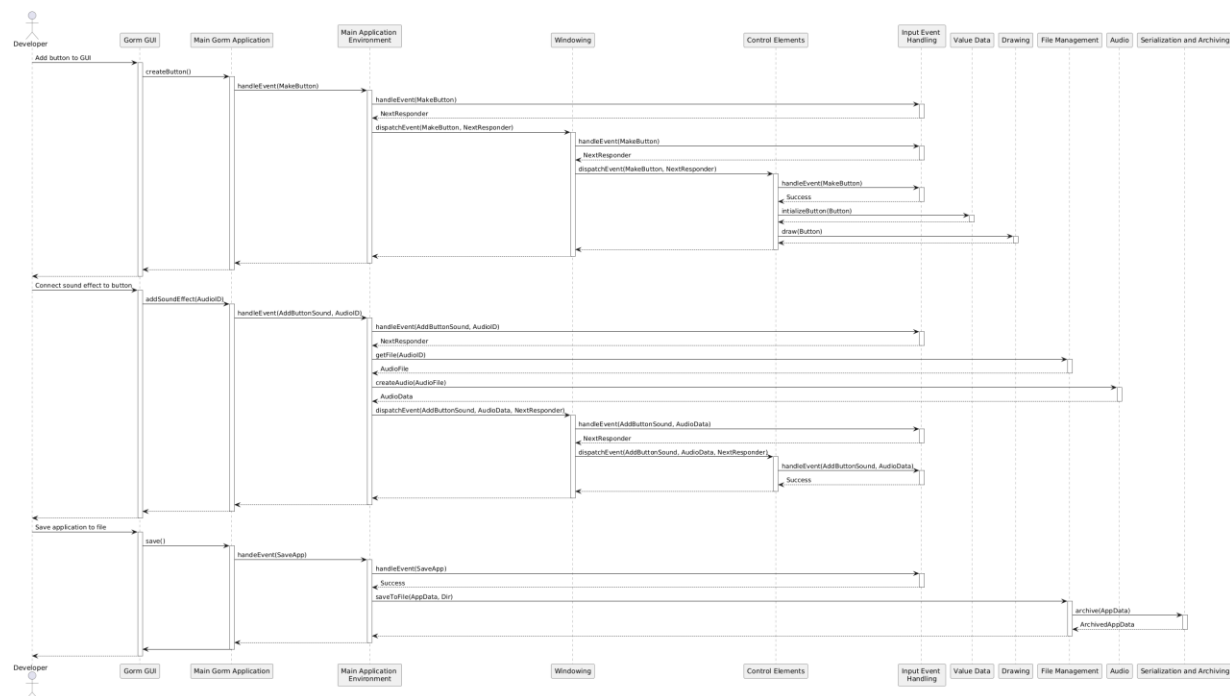 Developer
Gorm GUI
Main Gorm Application
Main Application
Environment
Windowing
Control Elements
Input Event
Handling
Value Data
Drawing
File Management
Audio
Serialization and Archiving
Add button to GUI
createButton()
handleEvent(MakeButton)
handleEvent(MakeButton)
NextResponder
dispatchEvent(MakeButton, NextResponder)
handleEvent(MakeButton)
NextResponder
dispatchEvent(MakeButton, NextResponder)
handleEvent(MakeButton)
Success
intializeButton(Button)
draw(Button)
Connect sound effect to button
addSoundEffect(AudioID)
handleEvent(AddButtonSound, AudioID)
handleEvent(AddButtonSound, AudioID)
NextResponder
getFile(AudioID)
AudioFile
createAudio(AudioFile)
AudioData
dispatchEvent(AddButtonSound, AudioData, NextResponder)
handleEvent(AddButtonSound, AudioData)
NextResponder
dispatchEvent(AddButtonSound, AudioData, NextResponder)
handleEvent(AddButtonSound, AudioData)
Success
Save application to file
save()
handleEvent(SaveApp)
handleEvent(SaveApp)
Success
saveToFile(AppData, Dir)
archive(AppData)
ArchivedAppData
Developer
Gorm GUI
Main Gorm Application
Main Application
Environment
Windowing
Control Elements
Input Event
Handling
Value Data
Drawing
File Management
Audio
Serialization and Archiving